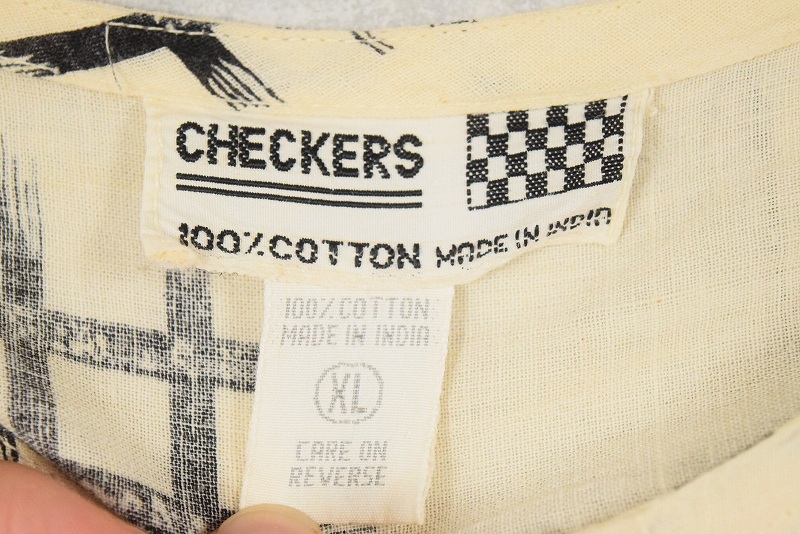 CHECKERS
100% COTTON MADE IN INDIA
100% COTTON
MADE IN INDIA
XL
CARE ON
REVERSE